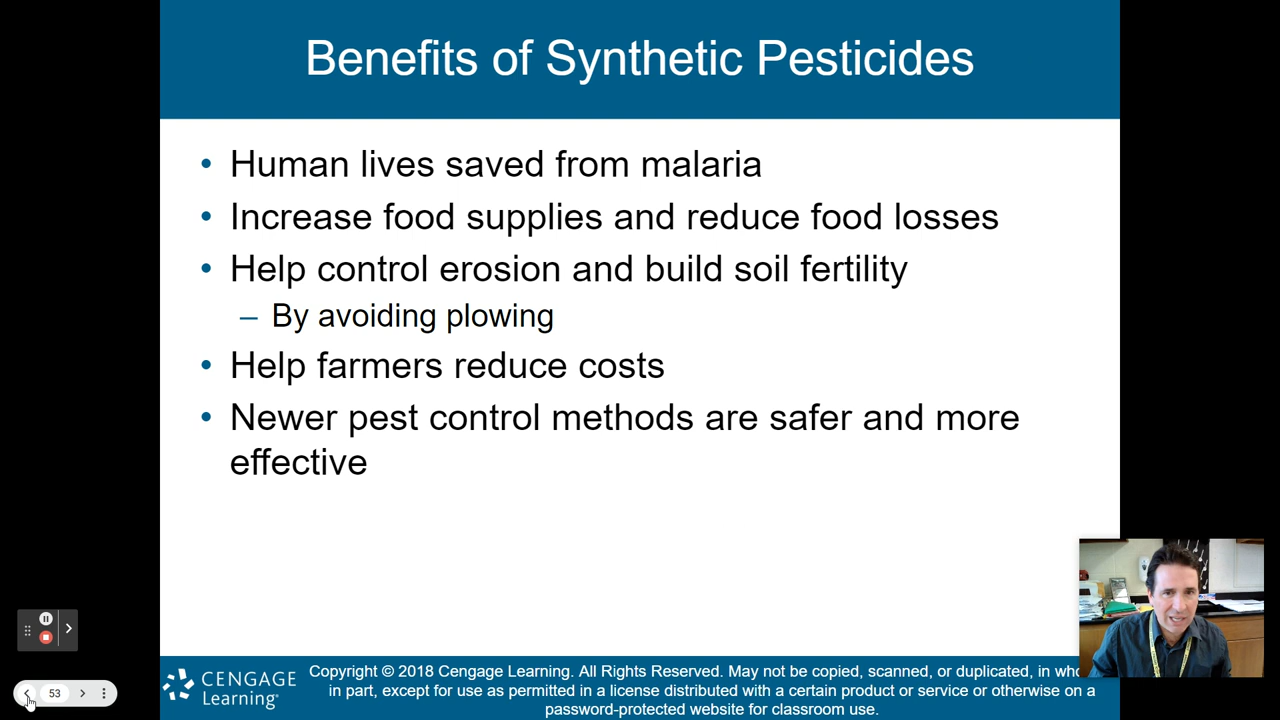 Benefits of Synthetic Pesticides
• Human lives saved from malaria
• Increase food supplies and reduce food losses
• Help control erosion and build soil fertility
– By avoiding plowing
• Help farmers reduce costs
• Newer pest control methods are safer and more
effective
CENGAGE
Learning®
Copyright © 2018 Cengage Learning. All Rights Reserved. May not be copied, scanned, or duplicated, in
in part, except for use as permitted in a license distributed with a certain product or service or otherwise on a
password-protected website for classroom use.
53